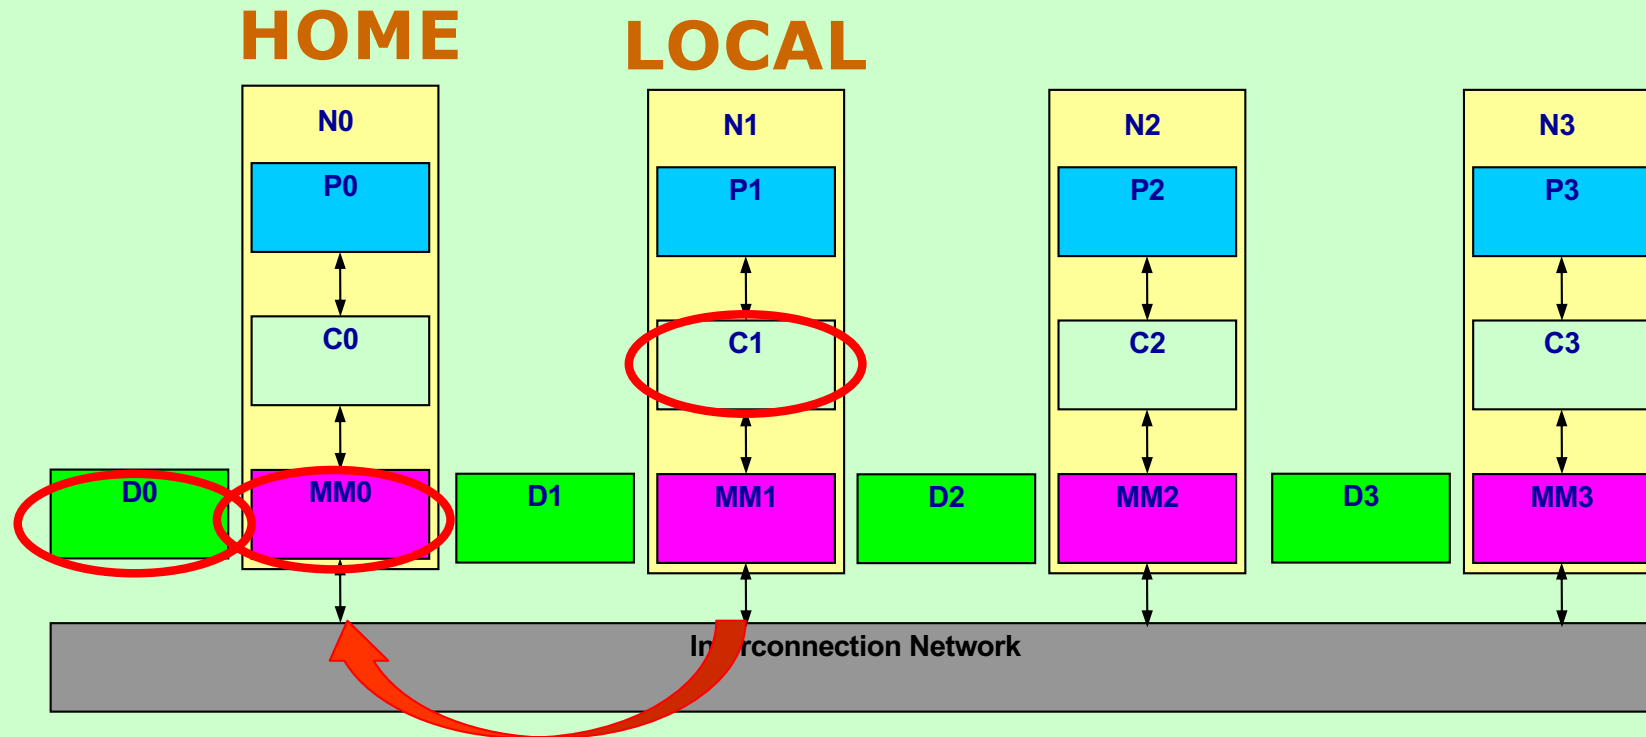 HOME
LOCAL
N0
N1
N2
N3
P0
P1
P2
P3
C0
C1
C2
C3
D0
MM0
D1
MM1
D2
MM2
D3
MM3
Interconnection Network